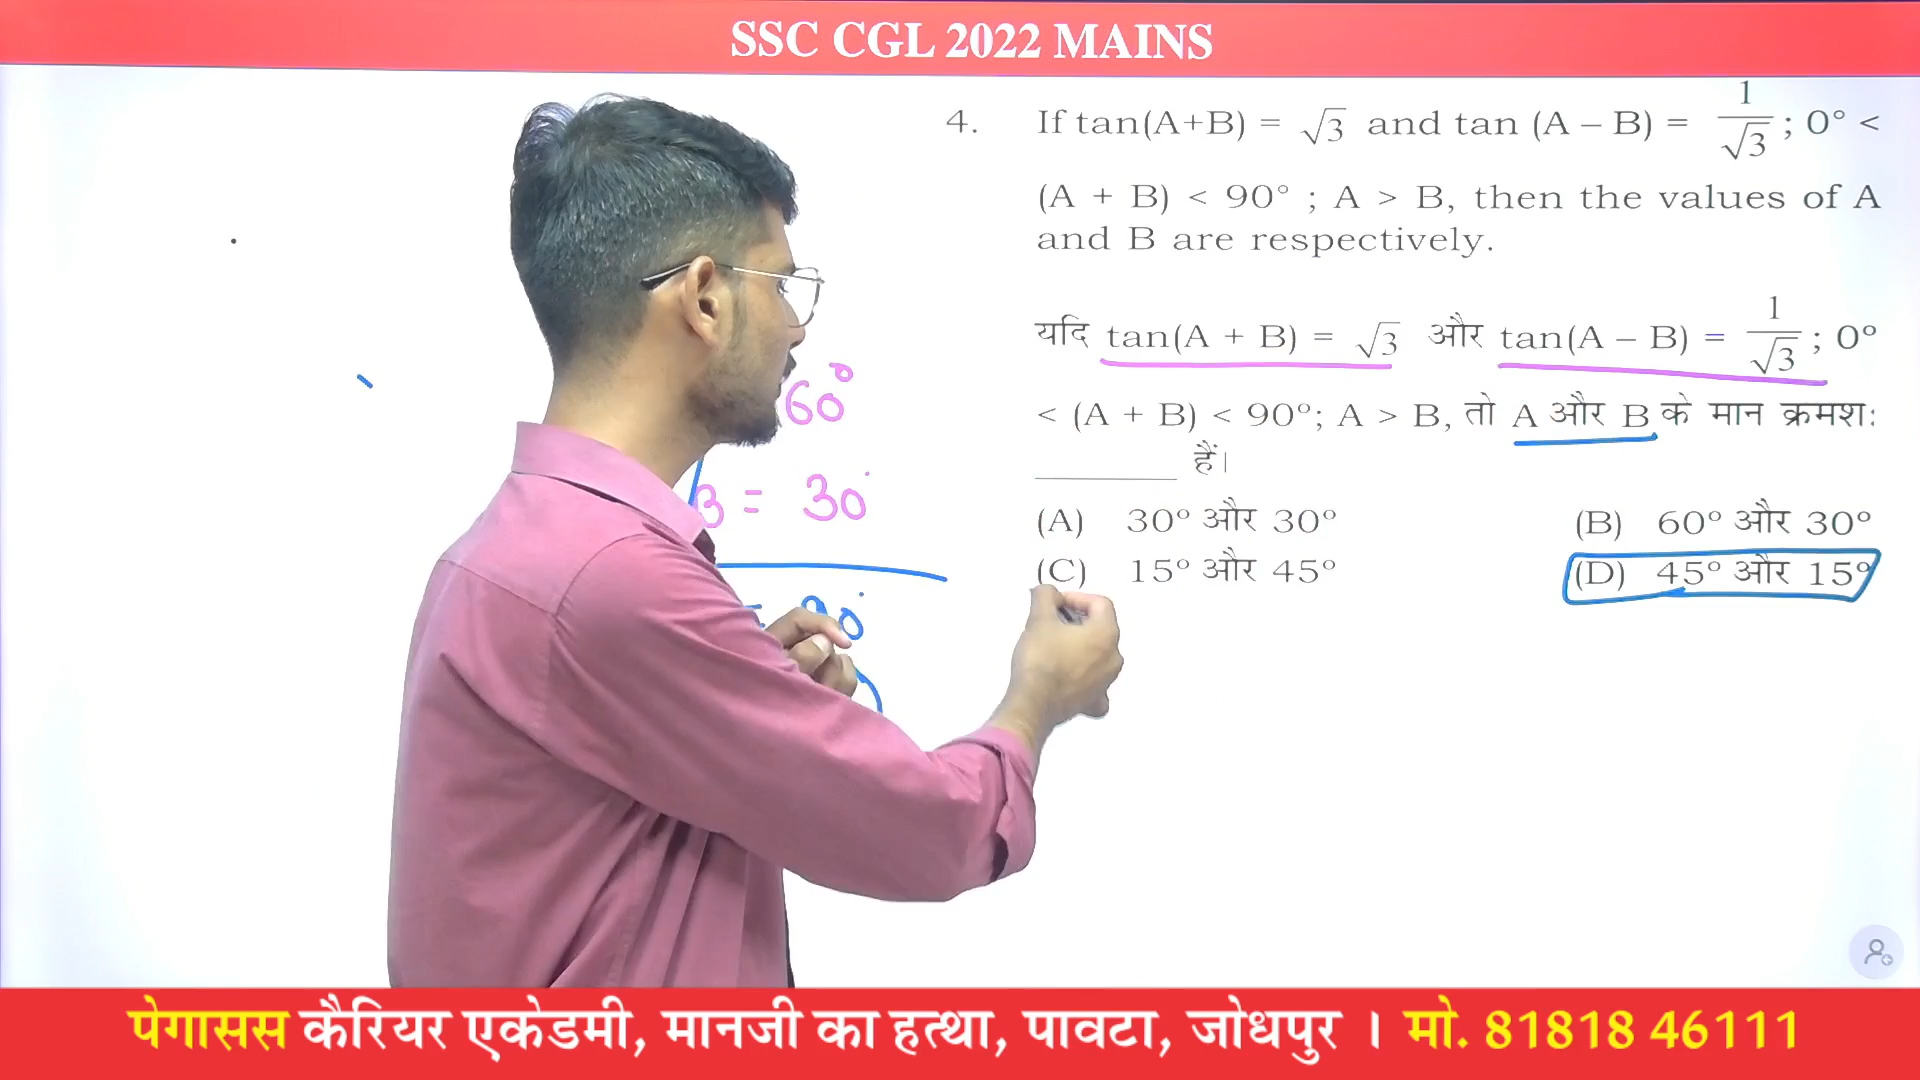 SSC CGL 2022 MAINS
4. If tan(A+B) = √3 and tan (A – B) = 1/√3 ; 0° <
(A + B) < 90° ; A > B, then the values of A
and B are respectively.
यदि tan(A + B) = √3 और tan(A – B) = 1/√3 ; 0°
< (A + B) < 90°; A > B, तो A और B के मान क्रमशः
________ हैं।
(A) 30° और 30° (B) 60° और 30°
(C) 15° और 45° (D) 45° और 15°
60°
B = 30°
पेगासस कैरियर एकेडमी, मानजी का हत्था, पावटा, जोधपुर । मो. 81818 46111